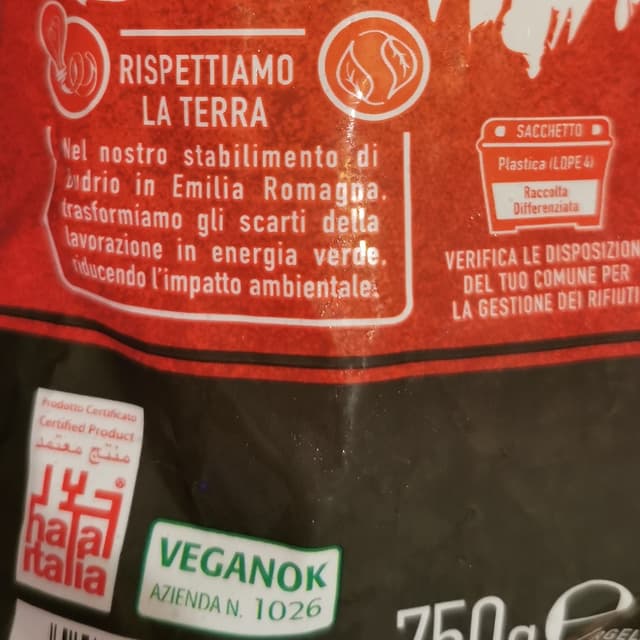 RISPETTIAMO
LA TERRA
Nel nostro stabilimento di
Budrio in Emilia Romagna,
trasformiamo gli scarti della
lavorazione in energia verde,
riducendo l'impatto ambientale.
SACCHETTO
Plastica (LDPE 4)
Raccolta
Differenziata
VERIFICA LE DISPOSIZION
DEL TUO COMUNE PER
LA GESTIONE DEI RIFIUTI
Prodotto Certificato
Certified Product
منتج معتمد
حلال
halal
italia
VEGANOK
AZIENDA N. 1026
750g e